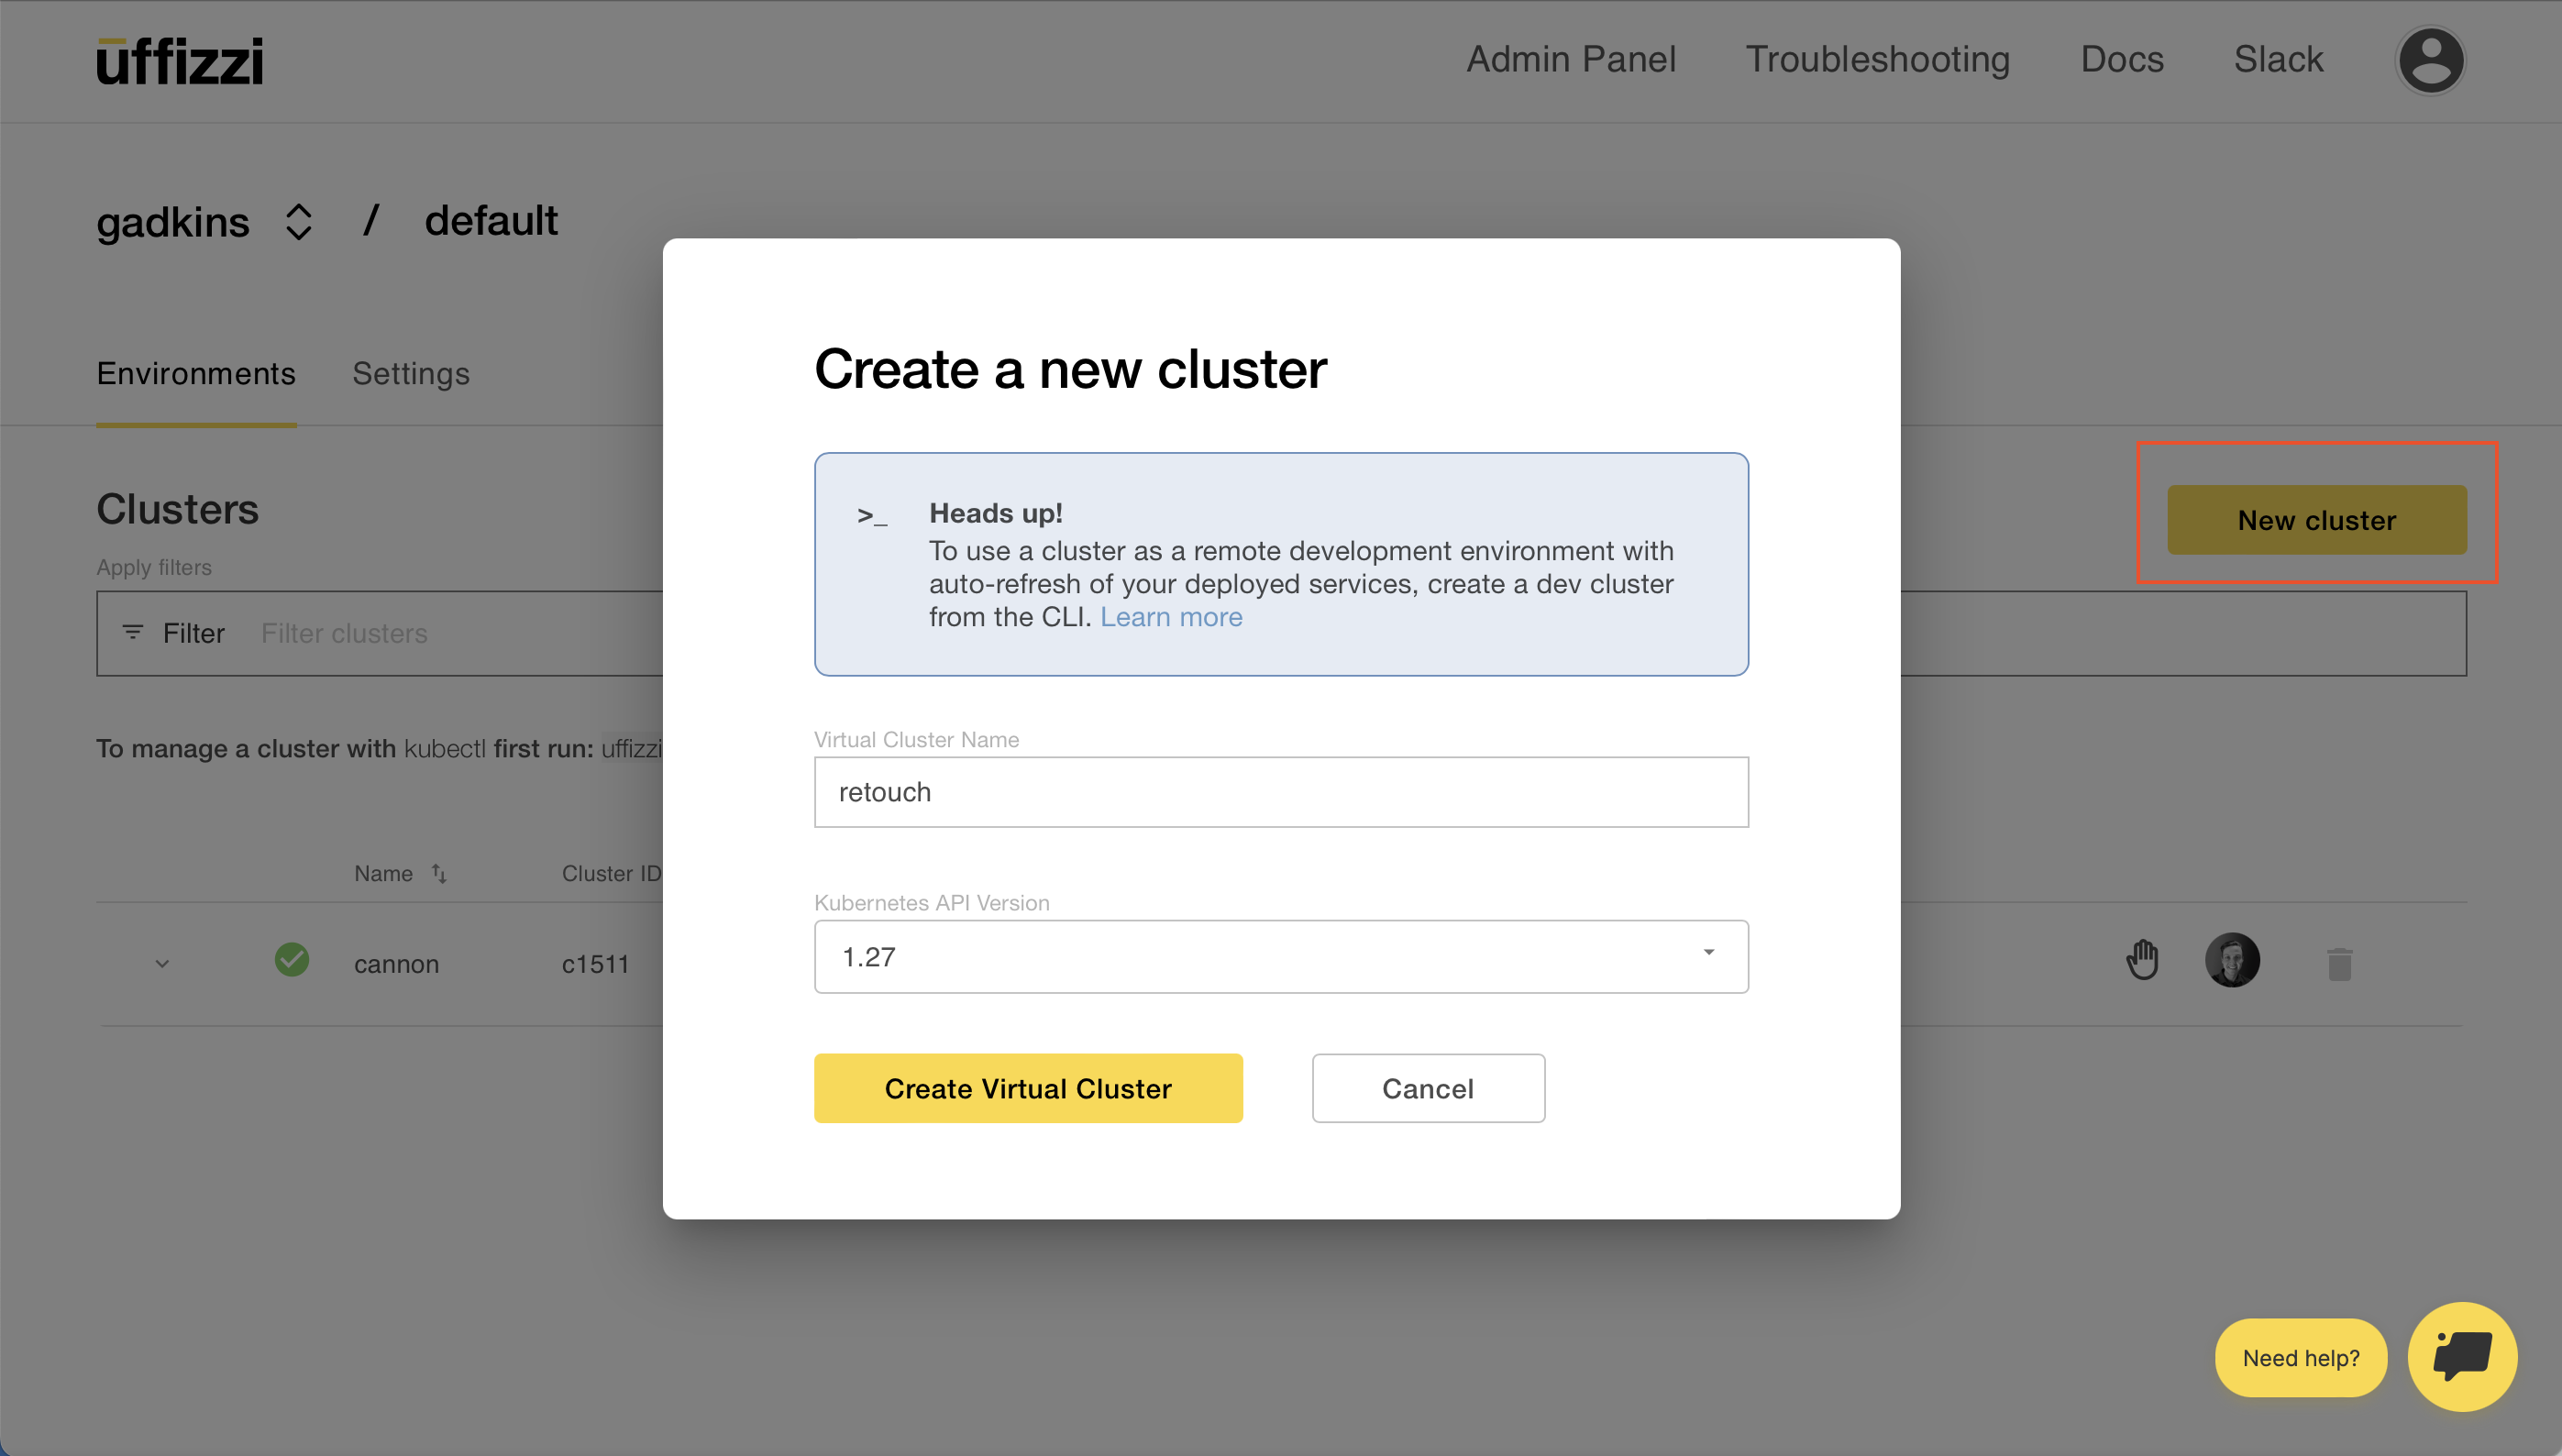 uffizzi
Admin Panel
Troubleshooting
Docs
Slack
gadkins / default
Environments
Settings
Clusters
New cluster
Apply filters
Filter
Filter clusters
To manage a cluster with kubectl first run: uffizzi
Name
Cluster ID
cannon
c1511
Create a new cluster
>_ Heads up!
To use a cluster as a remote development environment with
auto-refresh of your deployed services, create a dev cluster
from the CLI. Learn more
Virtual Cluster Name
retouch
Kubernetes API Version
1.27
Create Virtual Cluster
Cancel
Need help?